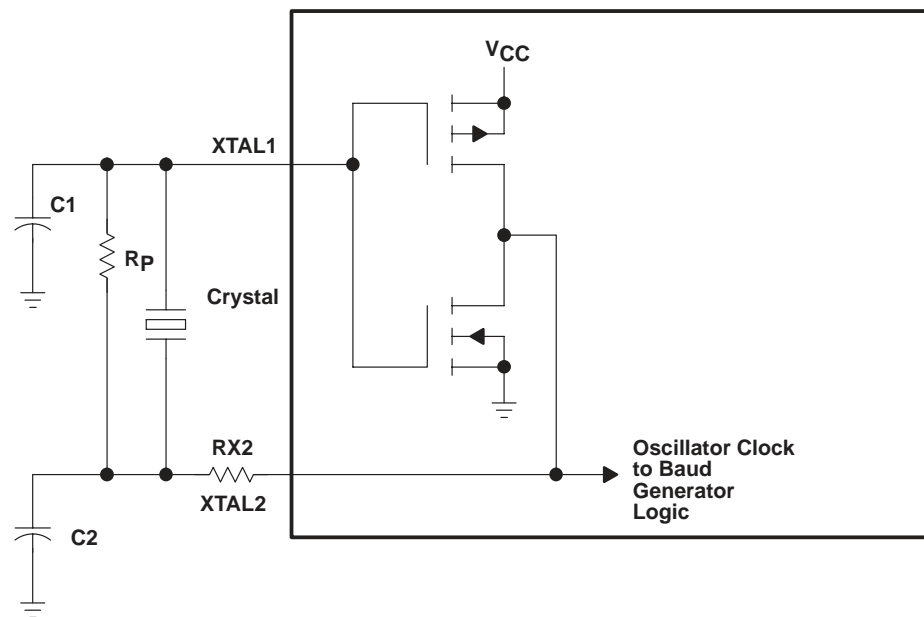 VCC
XTAL1
C1
RP
Crystal
RX2
XTAL2
C2
Oscillator Clock
to Baud
Generator
Logic